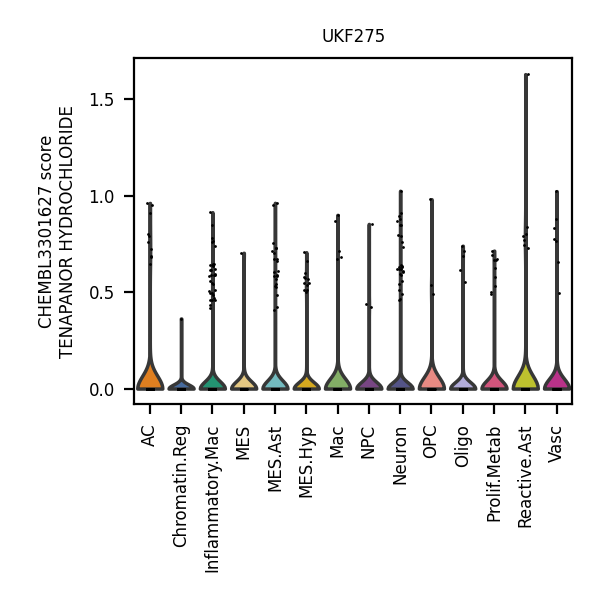 UKF275
CHEMBL3301627 score
TENAPANOR HYDROCHLORIDE
1.5
1.0
0.5
0.0
AC
Chromatin.Reg
Inflammatory.Mac
MES
MES.Ast
MES.Hyp
Mac
NPC
Neuron
OPC
Oligo
Prolif.Metab
Reactive.Ast
Vasc